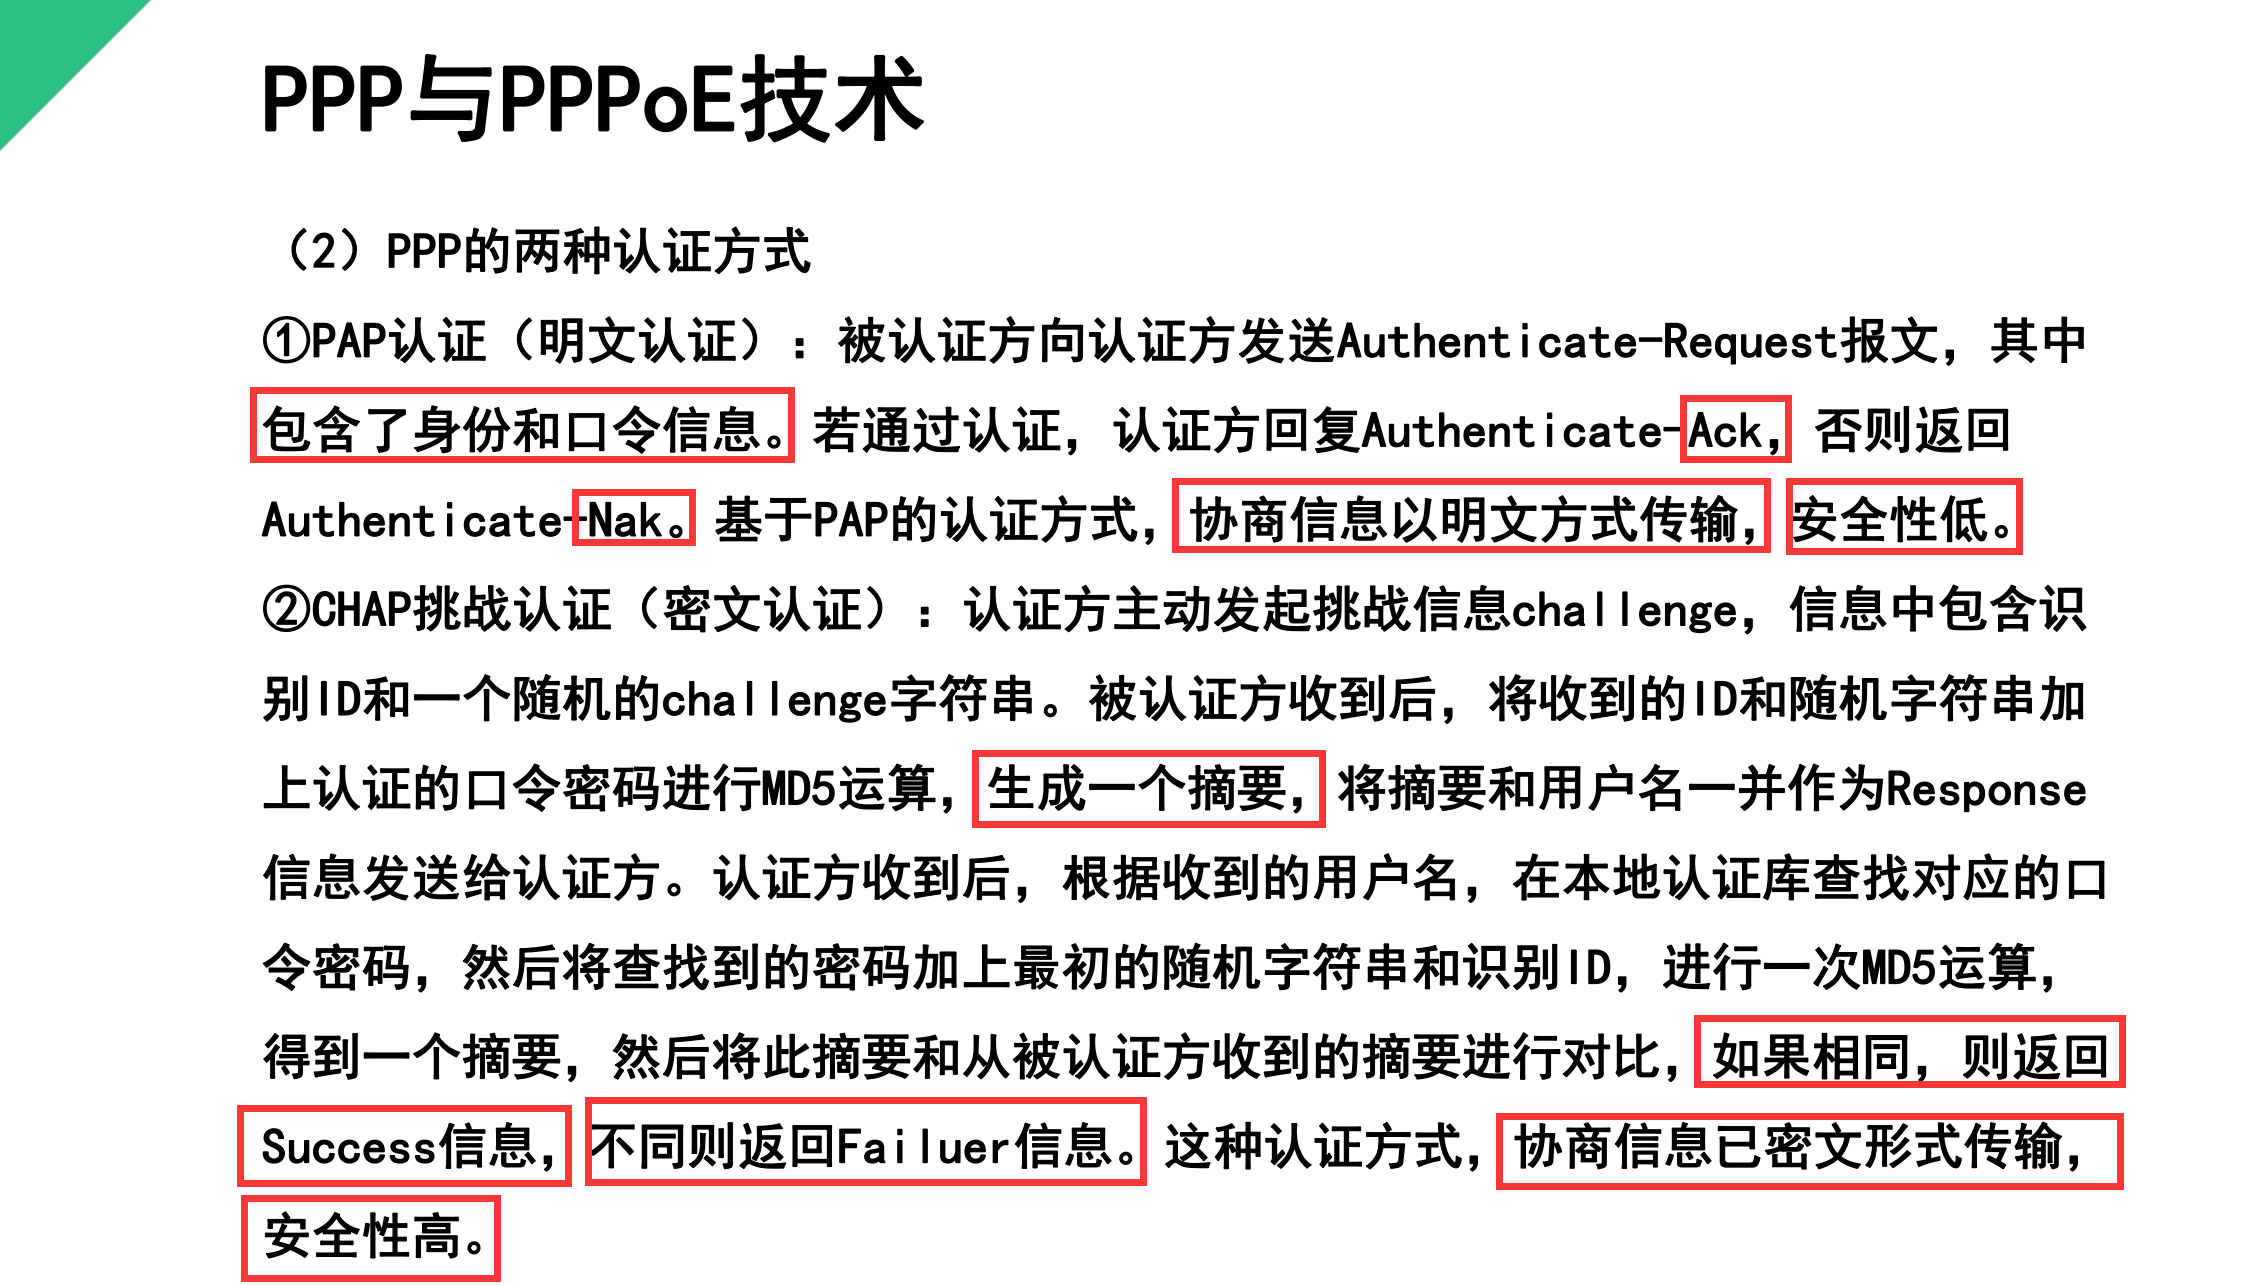 PPP与PPPoE技术
（2）PPP的两种认证方式
①PAP认证（明文认证）：被认证方向认证方发送Authenticate-Request报文，其中
包含了身份和口令信息。若通过认证，认证方回复Authenticate-Ack，否则返回
Authenticate-Nak。基于PAP的认证方式，协商信息以明文方式传输，安全性低。
②CHAP挑战认证（密文认证）：认证方主动发起挑战信息challenge，信息中包含识
别ID和一个随机的challenge字符串。被认证方收到后，将收到的ID和随机字符串加
上认证的口令密码进行MD5运算，生成一个摘要，将摘要和用户名一并作为Response
信息发送给认证方。认证方收到后，根据收到的用户名，在本地认证库查找对应的口
令密码，然后将查找到的密码加上最初的随机字符串和识别ID，进行一次MD5运算，
得到一个摘要，然后将此摘要和从被认证方收到的摘要进行对比，如果相同，则返回
Success信息，不同则返回Failuer信息。这种认证方式，协商信息已密文形式传输，
安全性高。